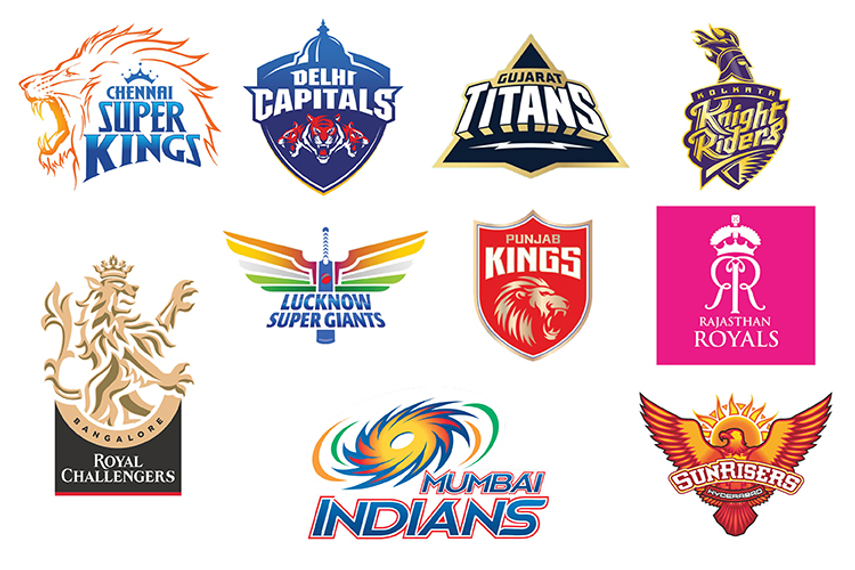 CHENNAI
SUPER
KINGS
DELHI
CAPITALS
GUJARAT
TITANS
KOLKATA
Knight
Riders
BANGALORE
ROYAL
CHALLENGERS
LUCKNOW
SUPER GIANTS
PUNJAB
KINGS
RR
RAJASTHAN
ROYALS
MUMBAI
INDIANS
SUNRISERS
HYDERABAD